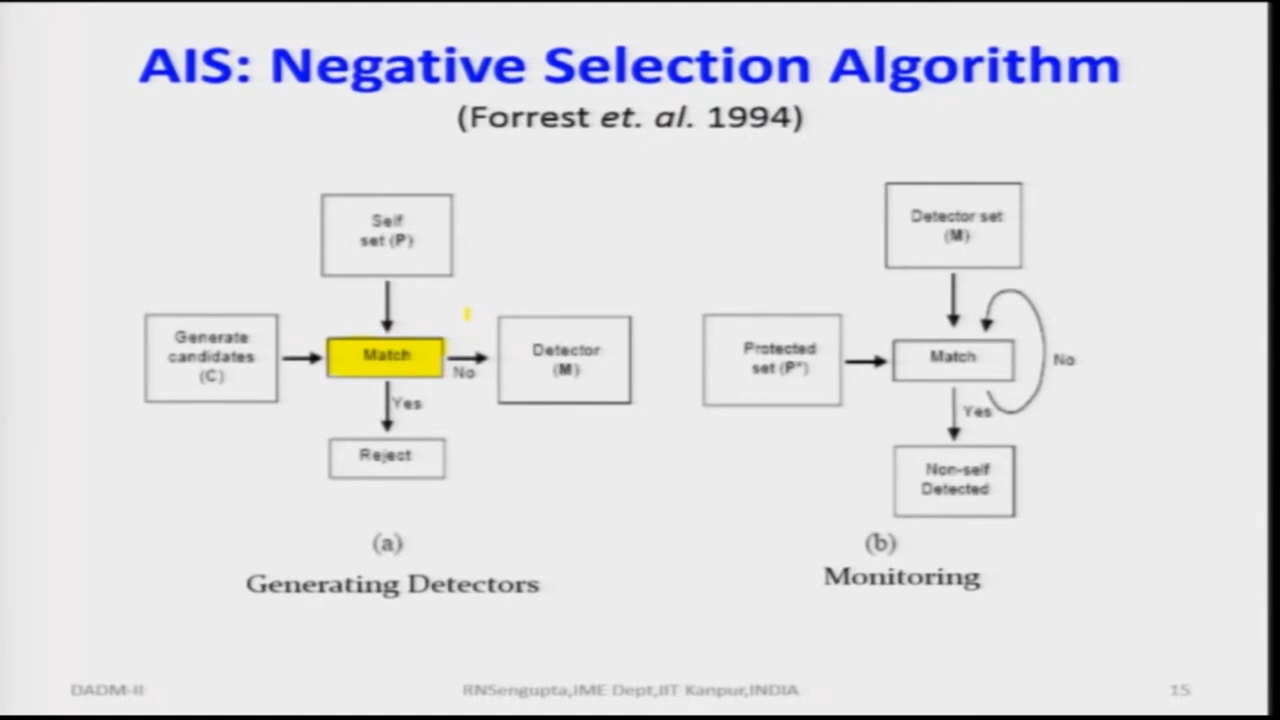 AIS: Negative Selection Algorithm
(Forrest et. al. 1994)
Self
set (P)
Generate
candidates
(C)
Match
No
Detector
(M)
Yes
Reject
(a)
Generating Detectors
Detector set
(M)
Protected
set (P*)
Match
No
Yes
Non-self
Detected
(b)
Monitoring
DADM-II
RNSengupta,IME Dept,IIT Kanpur,INDIA
15